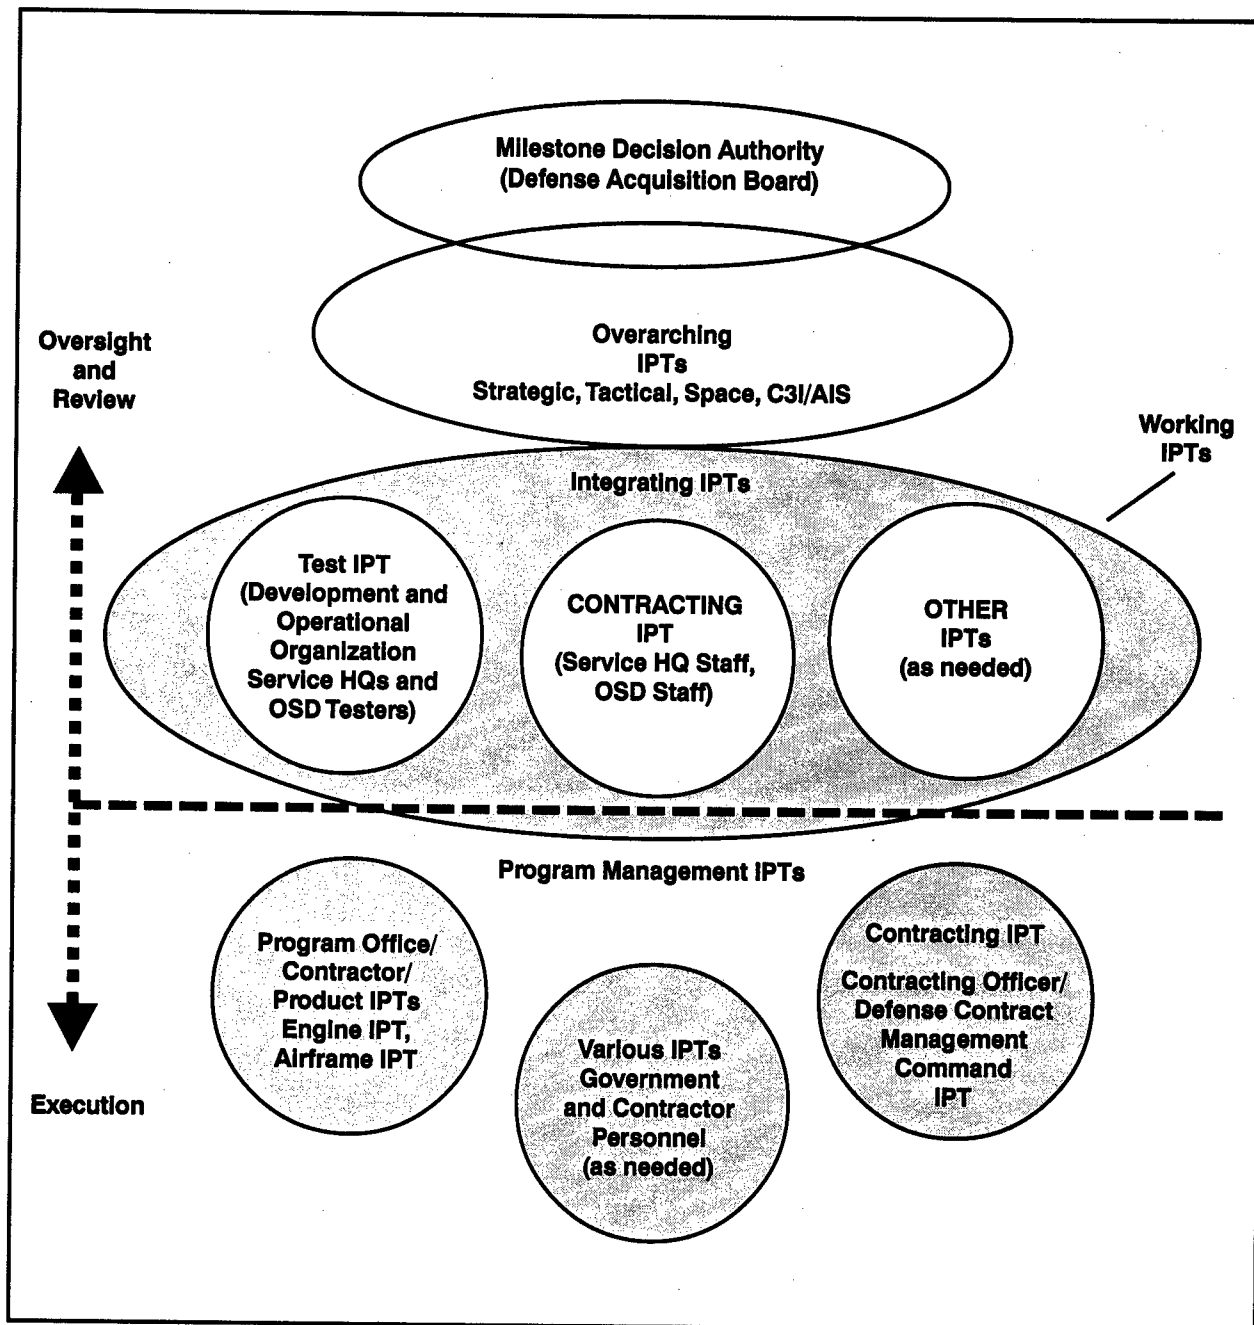 Milestone Decision Authority
(Defense Acquisition Board)
Overarching
IPTs
Strategic, Tactical, Space, C3I/AIS
Oversight
and
Review
Working
IPTs
Integrating IPTs
Test IPT
(Development and
Operational
Organization
Service HQs and
OSD Testers)
CONTRACTING
IPT
(Service HQ Staff,
OSD Staff)
OTHER
IPTs
(as needed)
Program Management IPTs
Program Office/
Contractor/
Product IPTs
Engine IPT,
Airframe IPT
Various IPTs
Government
and Contractor
Personnel
(as needed)
Contracting IPT
Contracting Officer/
Defense Contract
Management
Command
IPT
Execution